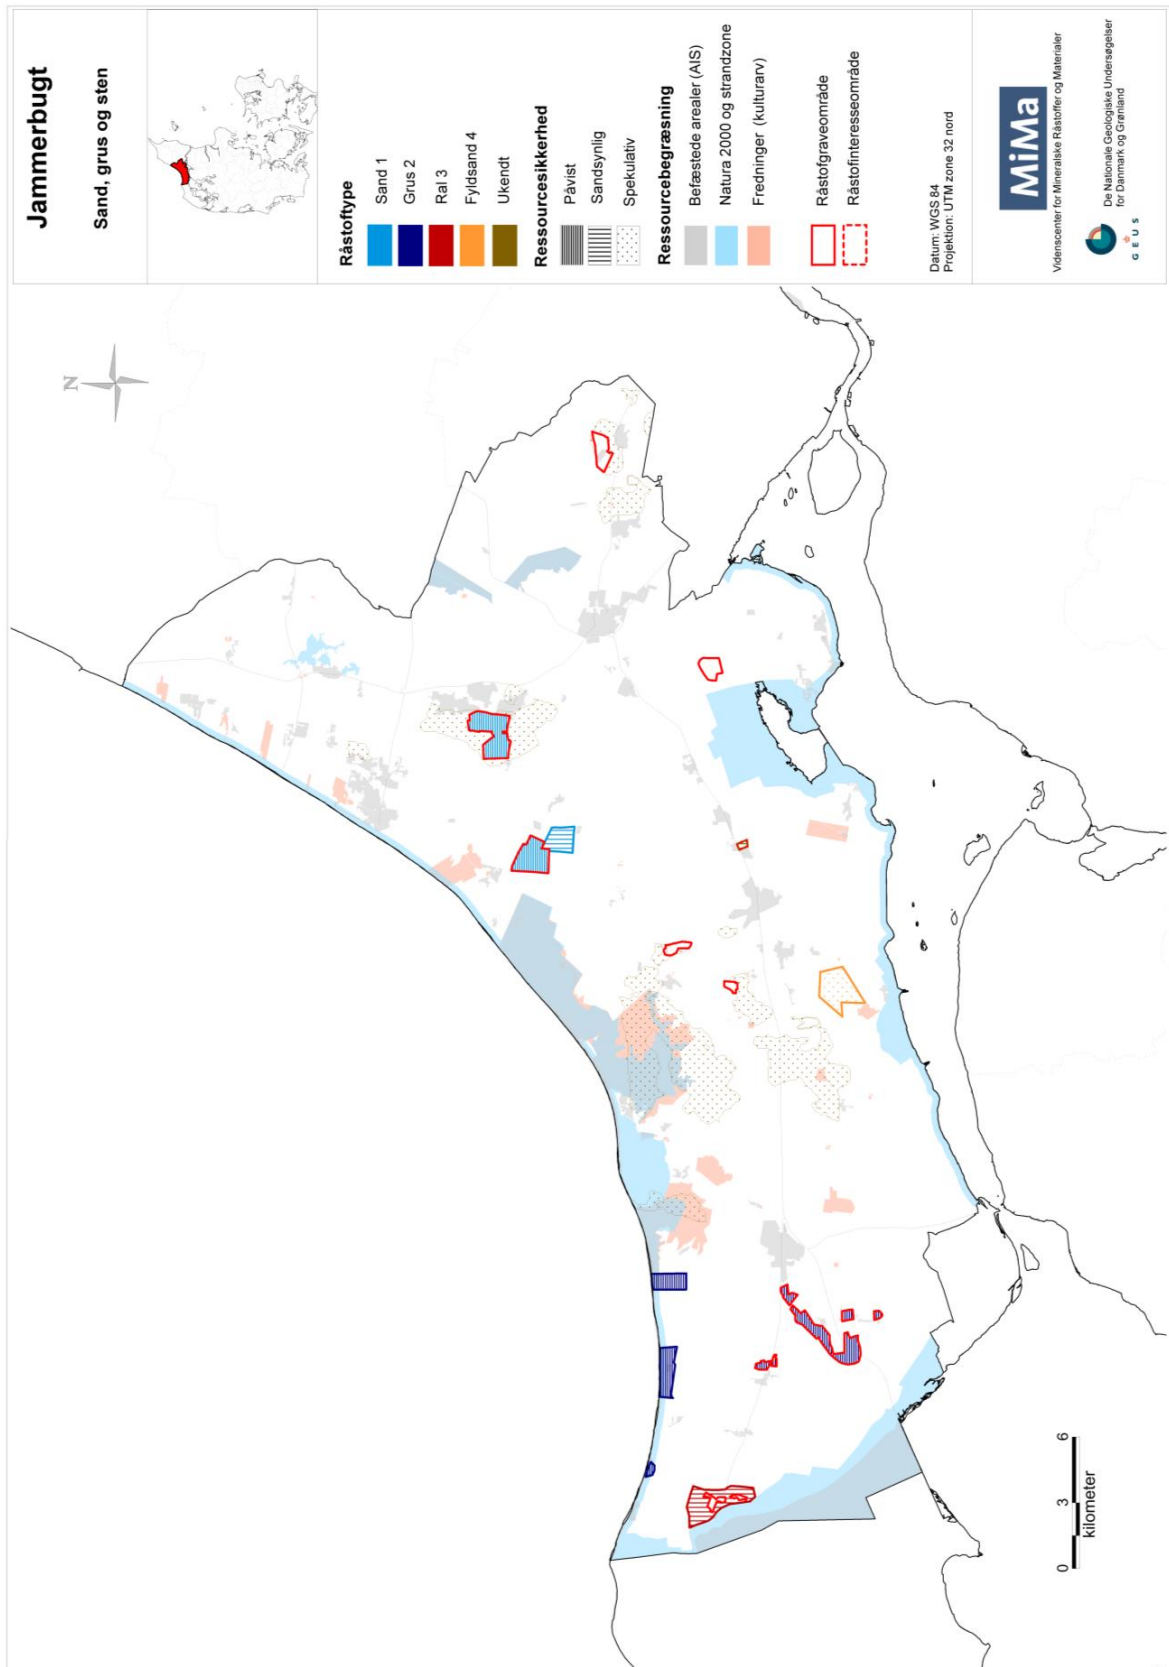 Jammerbugt
Sand, grus og sten
Råstoftype
Sand 1
Grus 2
Ral 3
Fyldsand 4
Ukendt
Ressourcesikkerhed
Påvist
Sandsynlig
Spekulativ
Ressourcebegræsning
Befæstede arealer (AIS)
Natura 2000 og strandzone
Fredninger (kulturarv)
Råstofgraveområde
Råstofinteresseområde
Datum: WGS 84
Projektion: UTM zone 32 nord
MiMa
Videnscenter for Mineralske Råstoffer og Materialer
G E U S
De Nationale Geologiske Undersøgelser
for Danmark og Grønland
N
0 3 6
kilometer